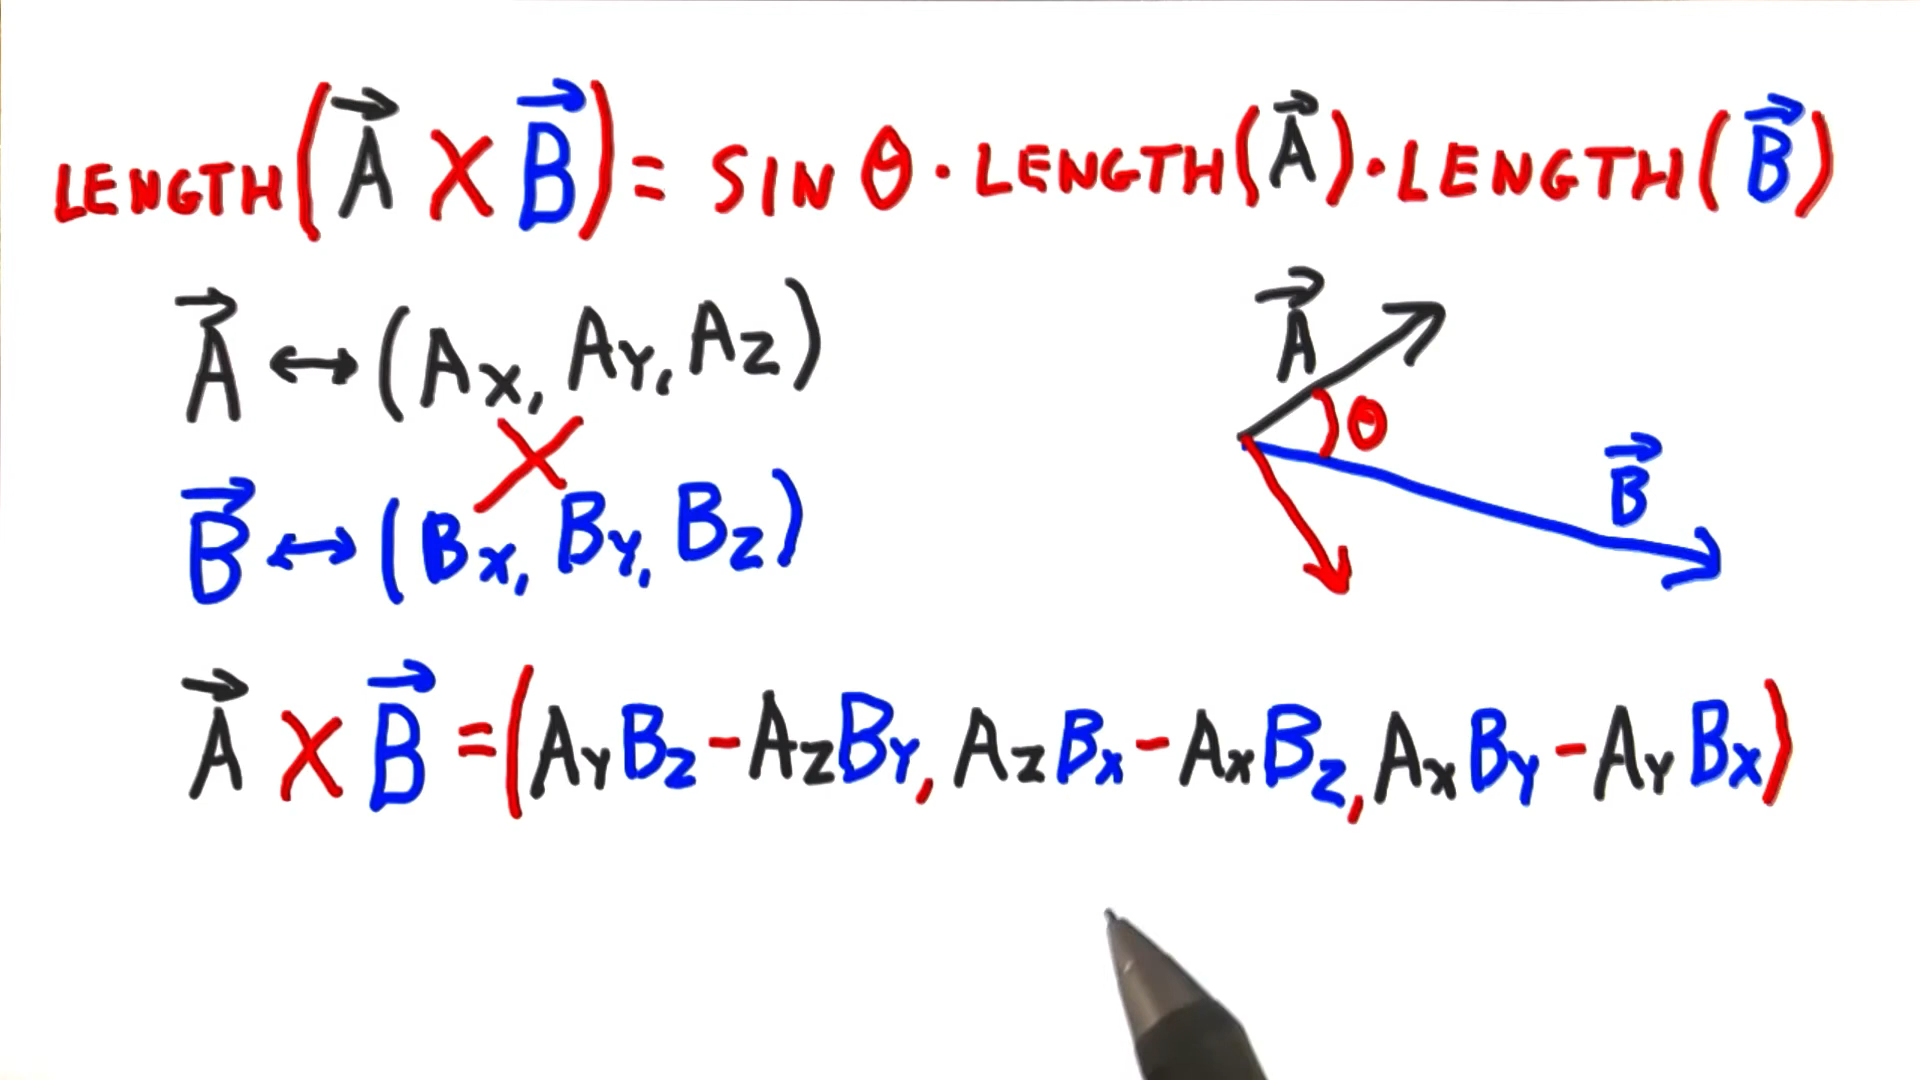 LENGTH(A⃗ X B⃗) = SIN θ · LENGTH(A⃗) · LENGTH(B⃗)
A⃗ ↔ (Ax, Ay, Az)
X
B⃗ ↔ (Bx, By, Bz)
A⃗
θ
B⃗
A⃗ X B⃗ = (AyBz - AzBy, AzBx - AxBz, AxBy - AyBx)